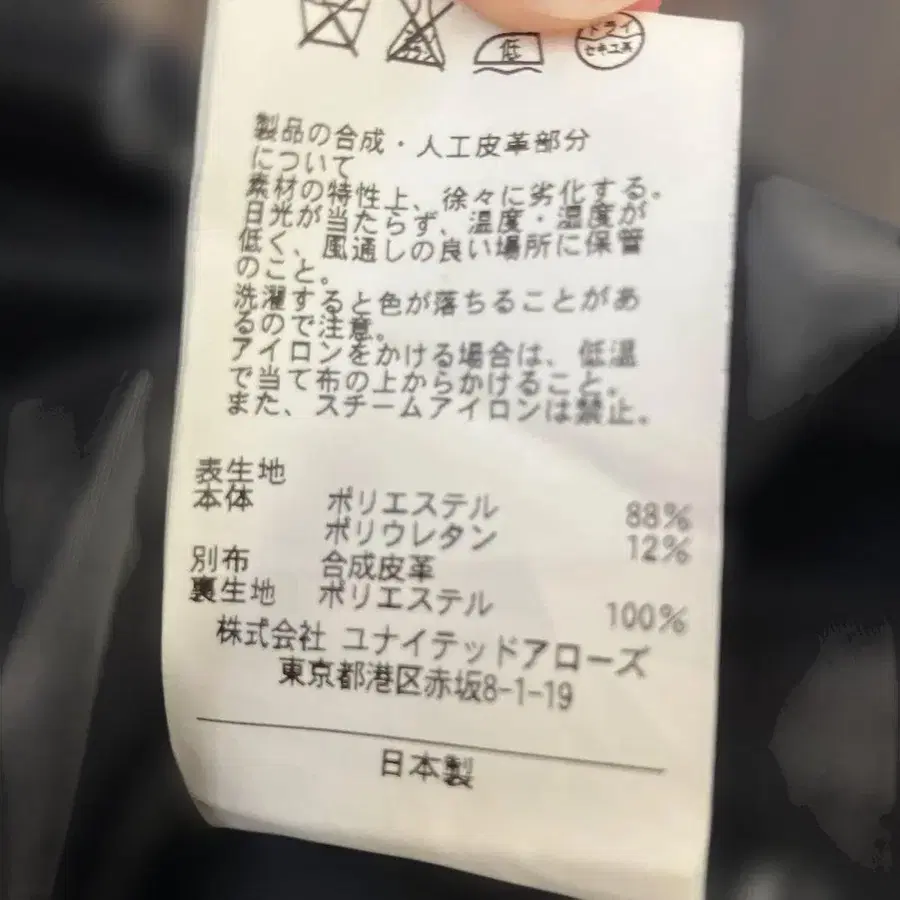 低
ドライ
セキユ系
製品の合成・人工皮革部分
について
素材の特性上、徐々に劣化する。
日光が当たらず、温度・湿度が
低く、風通しの良い場所に保管
のこと。
洗濯すると色が落ちることがあ
るので注意。
アイロンをかける場合は、低温
で当て布の上からかけること。
また、スチームアイロンは禁止。
表生地
本体 ポリエステル 88%
ポリウレタン 12%
別布 合成皮革
裏生地 ポリエステル 100%
株式会社 ユナイテッドアローズ
東京都港区赤坂8-1-19
日本製